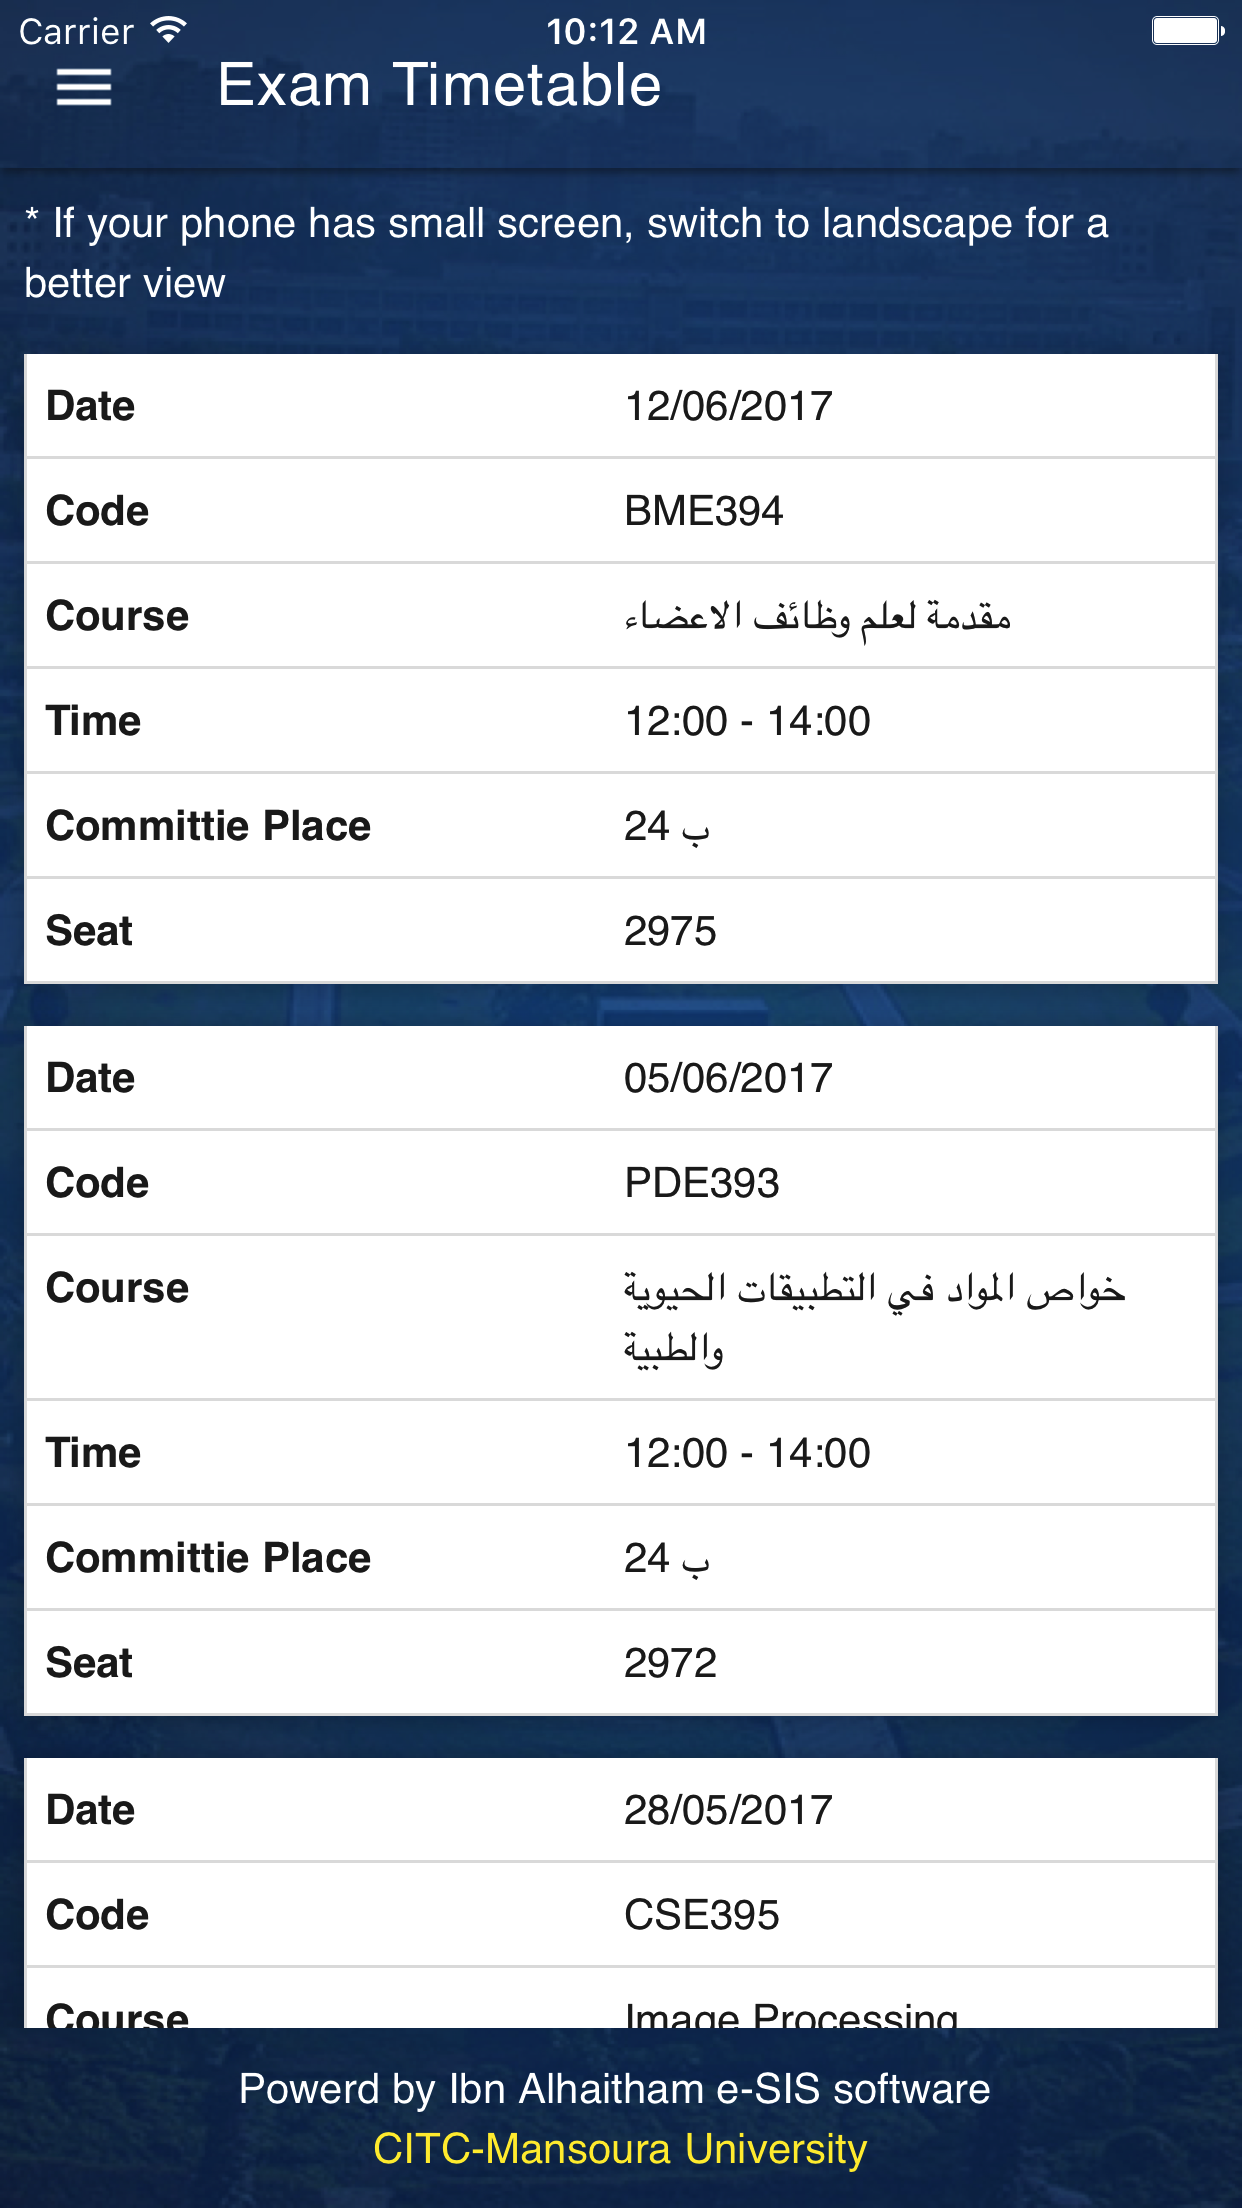 Carrier 10:12 AM
Exam Timetable
* If your phone has small screen, switch to landscape for a
better view
Date 12/06/2017
Code BME394
Course مقدمة لعلم وظائف الاعضاء
Time 12:00 - 14:00
Committie Place 24 ب
Seat 2975
Date 05/06/2017
Code PDE393
Course خواص المواد في التطبيقات الحيوية
والطبية
Time 12:00 - 14:00
Committie Place 24 ب
Seat 2972
Date 28/05/2017
Code CSE395
Course Image Processing
Powerd by Ibn Alhaitham e-SIS software
CITC-Mansoura University